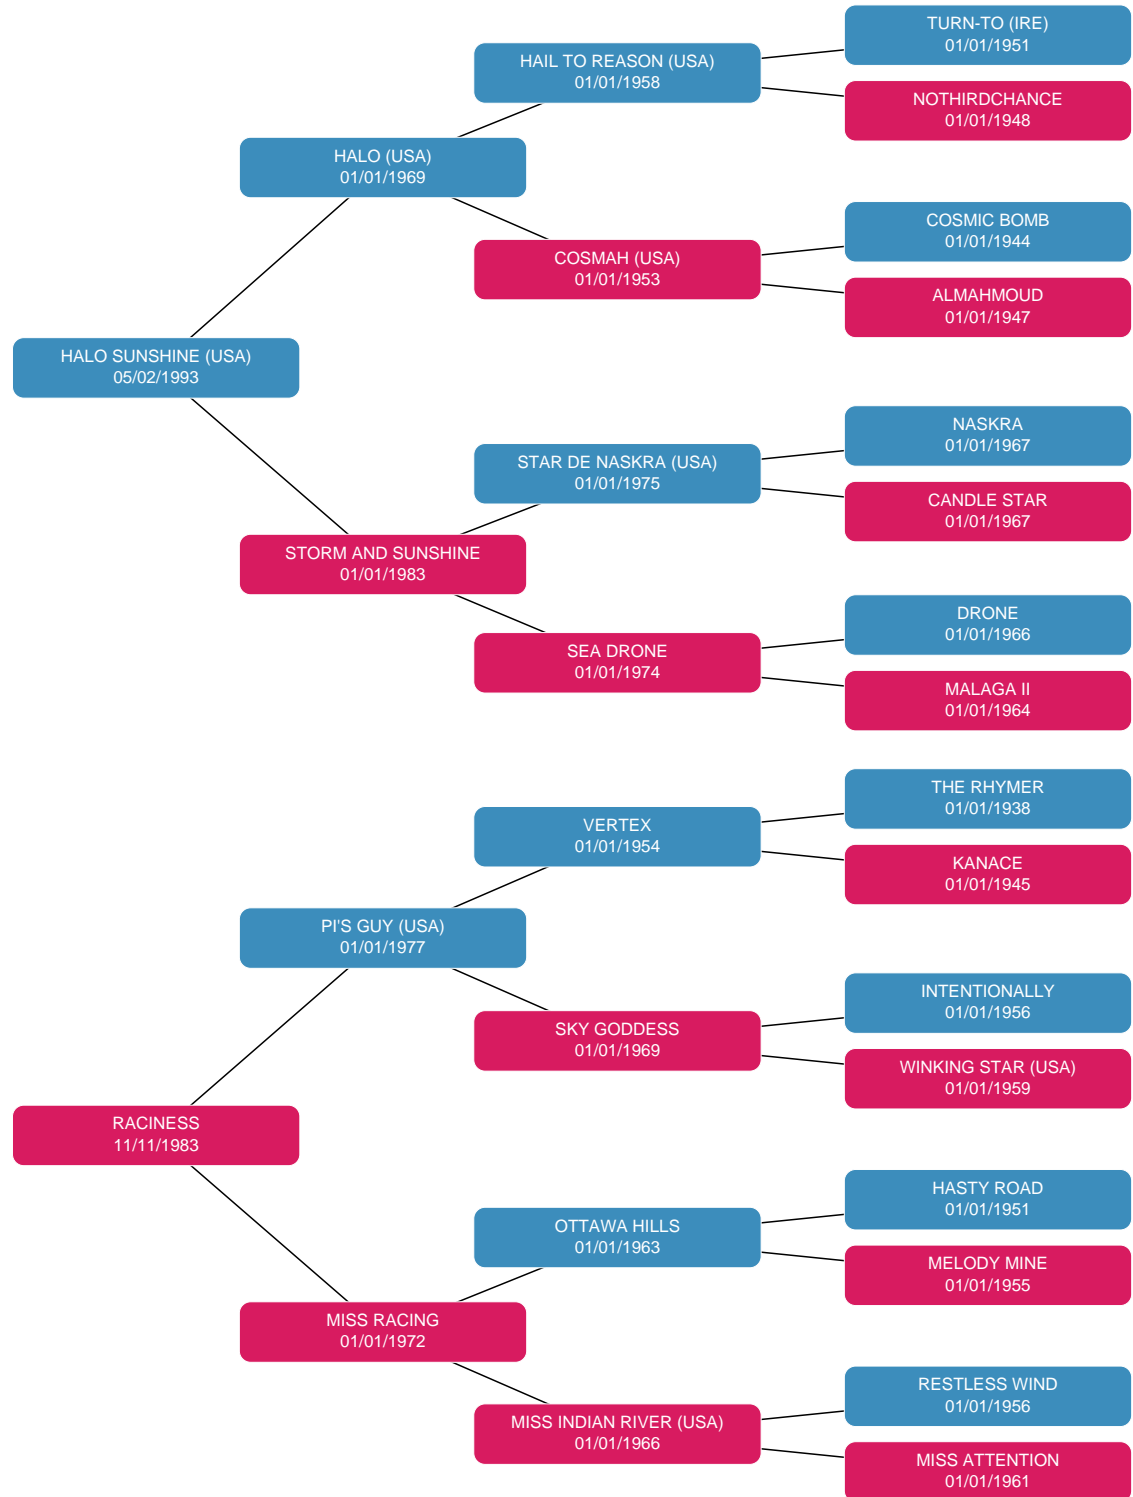 TURN-TO (IRE)
01/01/1951
HAIL TO REASON (USA)
01/01/1958
NOTHIRDCHANCE
01/01/1948
HALO (USA)
01/01/1969
COSMIC BOMB
01/01/1944
COSMAH (USA)
01/01/1953
ALMAHMOUD
01/01/1947
HALO SUNSHINE (USA)
05/02/1993
NASKRA
01/01/1967
STAR DE NASKRA (USA)
01/01/1975
CANDLE STAR
01/01/1967
STORM AND SUNSHINE
01/01/1983
DRONE
01/01/1966
SEA DRONE
01/01/1974
MALAGA II
01/01/1964
THE RHYMER
01/01/1938
VERTEX
01/01/1954
KANACE
01/01/1945
PI'S GUY (USA)
01/01/1977
INTENTIONALLY
01/01/1956
SKY GODDESS
01/01/1969
WINKING STAR (USA)
01/01/1959
RACINESS
11/11/1983
HASTY ROAD
01/01/1951
OTTAWA HILLS
01/01/1963
MELODY MINE
01/01/1955
MISS RACING
01/01/1972
RESTLESS WIND
01/01/1956
MISS INDIAN RIVER (USA)
01/01/1966
MISS ATTENTION
01/01/1961